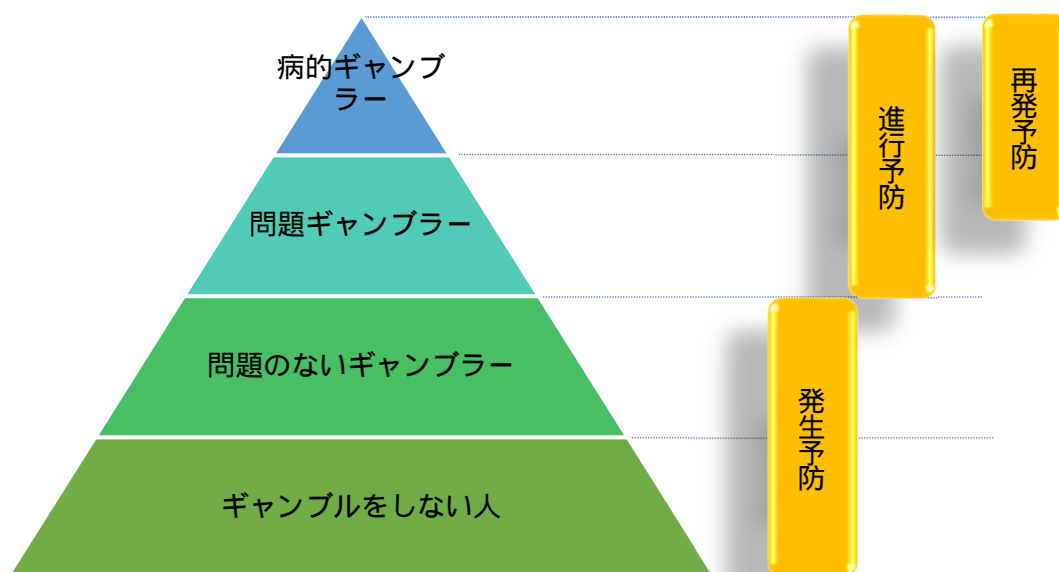 病的ギャンブ
ラー
問題ギャンブラー
問題のないギャンブラー
ギャンブルをしない人
発生予防
進行予防
再発予防